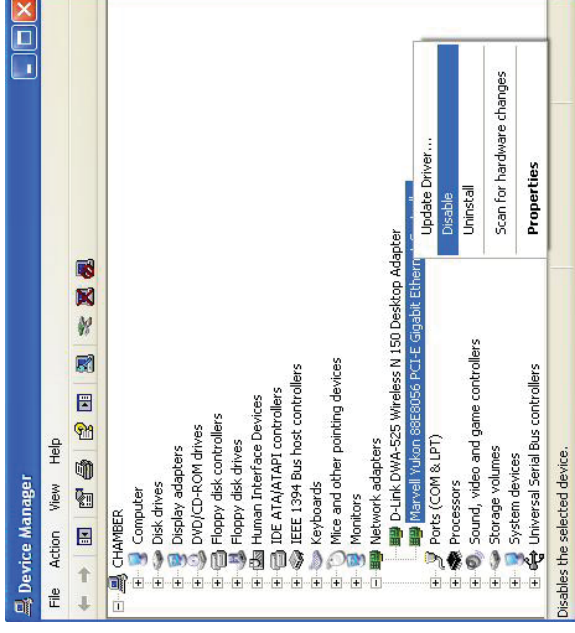 Device Manager
File Action View Help
CHAMBER
Computer
Disk drives
Display adapters
DVD/CD-ROM drives
Floppy disk controllers
Floppy disk drives
Human Interface Devices
IDE ATA/ATAPI controllers
IEEE 1394 Bus host controllers
Keyboards
Mice and other pointing devices
Monitors
Network adapters
D-Link DWA-525 Wireless N 150 Desktop Adapter
Marvell Yukon 88E8056 PCI-E Gigabit Ethern
Ports (COM & LPT)
Processors
Sound, video and game controllers
Storage volumes
System devices
Universal Serial Bus controllers
Update Driver...
Disable
Uninstall
Scan for hardware changes
Properties
Disables the selected device.